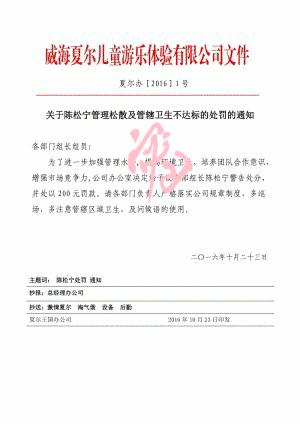 威海夏尔儿童游乐体验有限公司文件
夏尔办【2016】1号
关于陈松宁管理松散及管辖卫生不达标的处罚的通知
各部门组长组员:
为了进一步加强管理水 环境卫 ,培养团队合作意识,
增强市场竞争力,公司办公室决定给予 部组长陈松宁警告处分,
并处以200元罚款。请各部门负责人严格落实公司规章制度,多巡
场,多注意管辖区域卫生,及问候语的使用。
二〇一六年十月二十三日
主题词: 陈松宁处罚 通知
抄报:总经理办公司
抄送:激情夏尔 淘气堡 设备 后勤
夏尔王国办公司 2016年10月23日印发